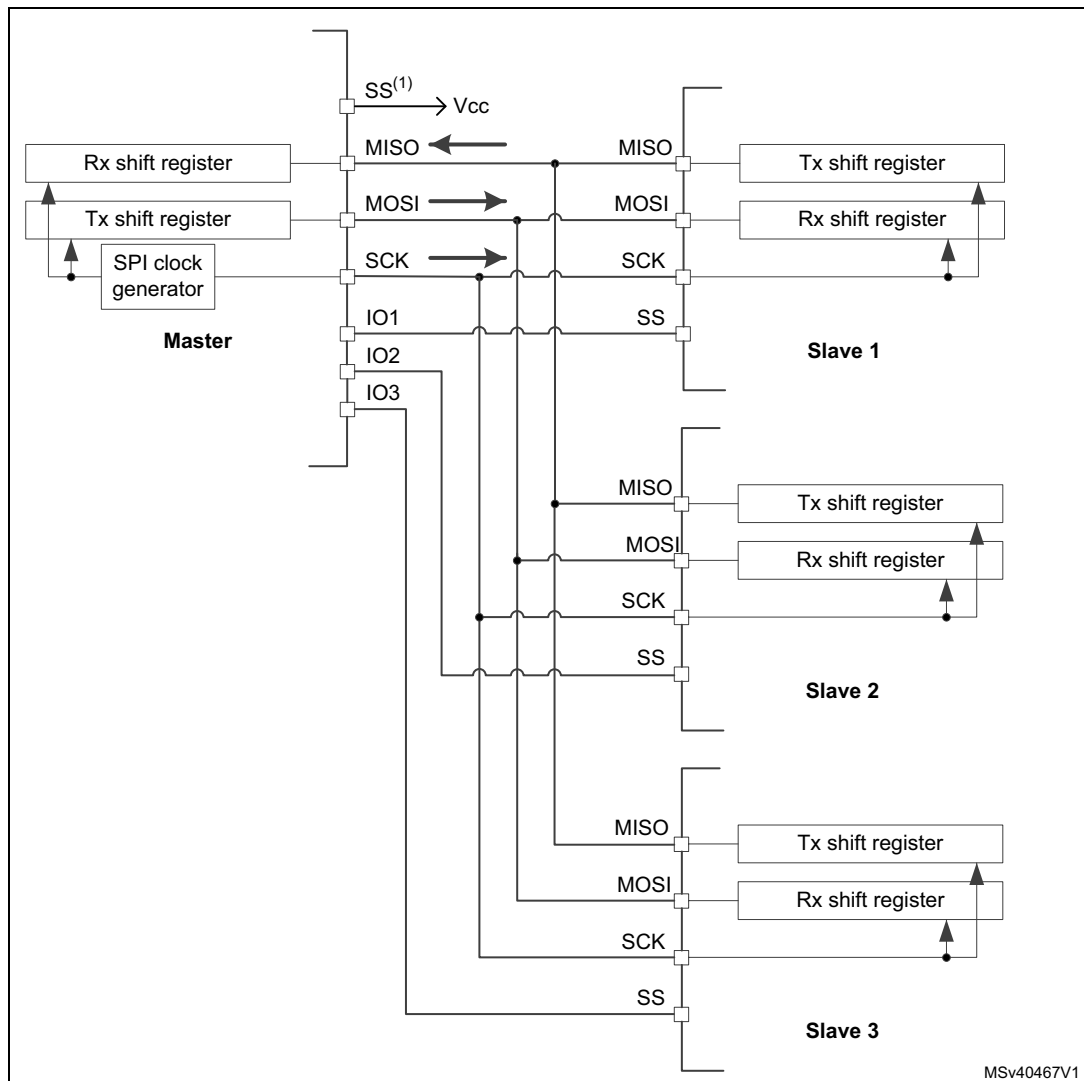 SS(1)
Vcc
Rx shift register
MISO
MISO
Tx shift register
Tx shift register
MOSI
MOSI
Rx shift register
SPI clock
generator
SCK
SCK
Master
IO1
SS
Slave 1
IO2
IO3
MISO
Tx shift register
MOSI
Rx shift register
SCK
SS
Slave 2
MISO
Tx shift register
MOSI
Rx shift register
SCK
SS
Slave 3
MSv40467V1